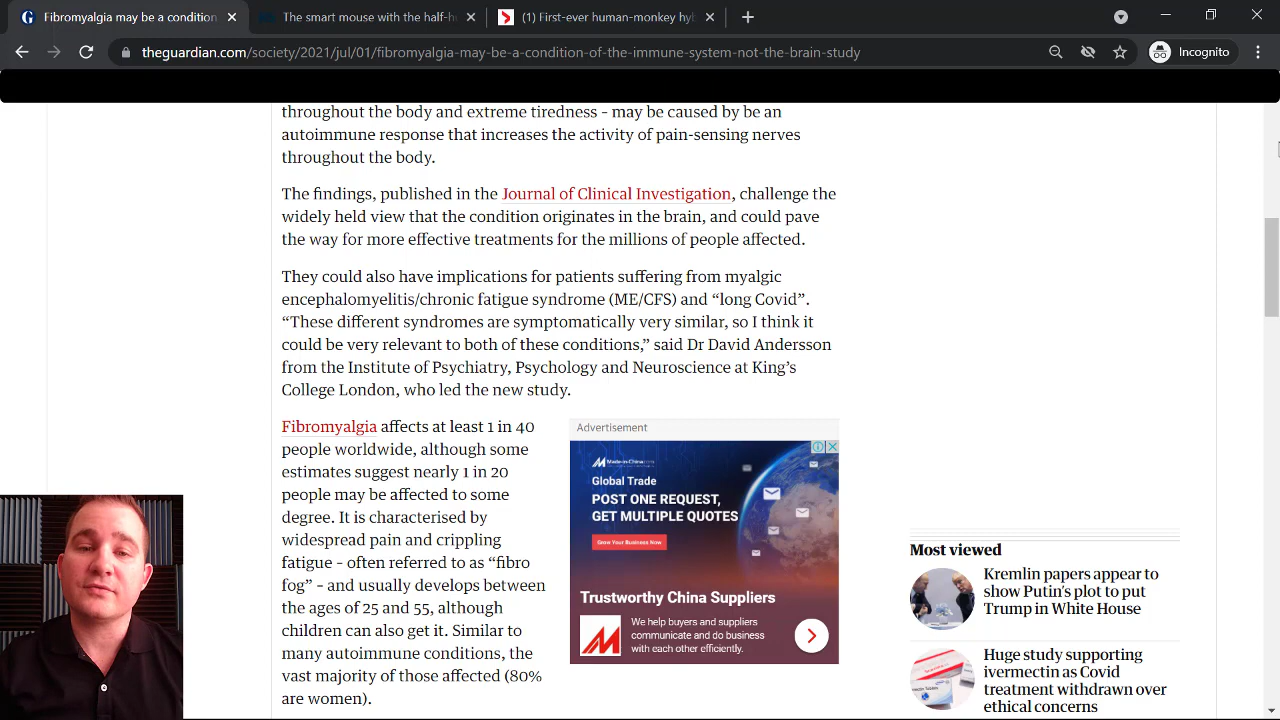 Fibromyalgia may be a condition
The smart mouse with the half-hu
(1) First-ever human-monkey hyb
theguardian.com/society/2021/jul/01/fibromyalgia-may-be-a-condition-of-the-immune-system-not-the-brain-study
Incognito
throughout the body and extreme tiredness – may be caused by be an
autoimmune response that increases the activity of pain-sensing nerves
throughout the body.
The findings, published in the Journal of Clinical Investigation, challenge the
widely held view that the condition originates in the brain, and could pave
the way for more effective treatments for the millions of people affected.
They could also have implications for patients suffering from myalgic
encephalomyelitis/chronic fatigue syndrome (ME/CFS) and “long Covid”.
“These different syndromes are symptomatically very similar, so I think it
could be very relevant to both of these conditions,” said Dr David Andersson
from the Institute of Psychiatry, Psychology and Neuroscience at King’s
College London, who led the new study.
Fibromyalgia affects at least 1 in 40
people worldwide, although some
estimates suggest nearly 1 in 20
people may be affected to some
degree. It is characterised by
widespread pain and crippling
fatigue – often referred to as “fibro
fog” – and usually develops between
the ages of 25 and 55, although
children can also get it. Similar to
many autoimmune conditions, the
vast majority of those affected (80%
are women).
Advertisement
Made-in-China.com
Global Trade
POST ONE REQUEST,
GET MULTIPLE QUOTES
Grow Your Business Now
Trustworthy China Suppliers
We help buyers and suppliers
communicate and do business
with each other efficiently.
Most viewed
Kremlin papers appear to
show Putin’s plot to put
Trump in White House
Huge study supporting
ivermectin as Covid
treatment withdrawn over
ethical concerns